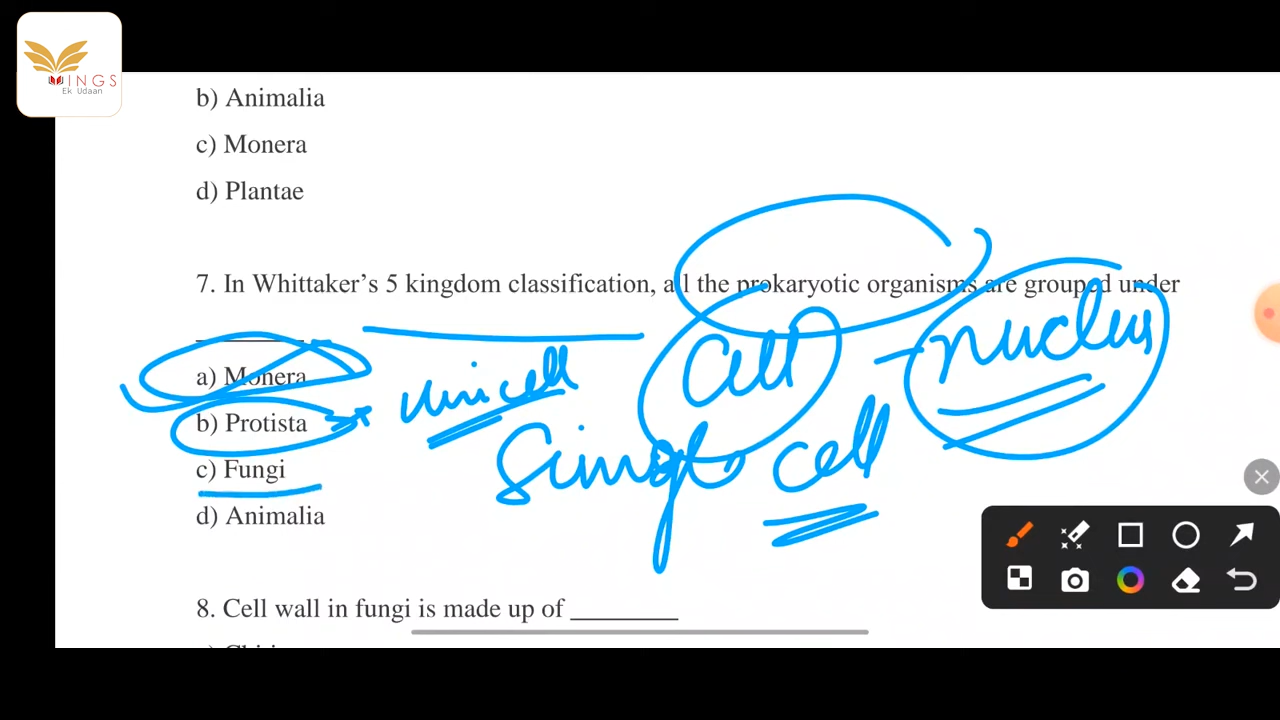 WINGS
Ek Udaan
b) Animalia
c) Monera
d) Plantae
7. In Whittaker's 5 kingdom classification, all the prokaryotic organisms are grouped under
_________
a) Monera
b) Protista
c) Fungi
d) Animalia
unicell
cell - nucleus
Single cell
8. Cell wall in fungi is made up of ________